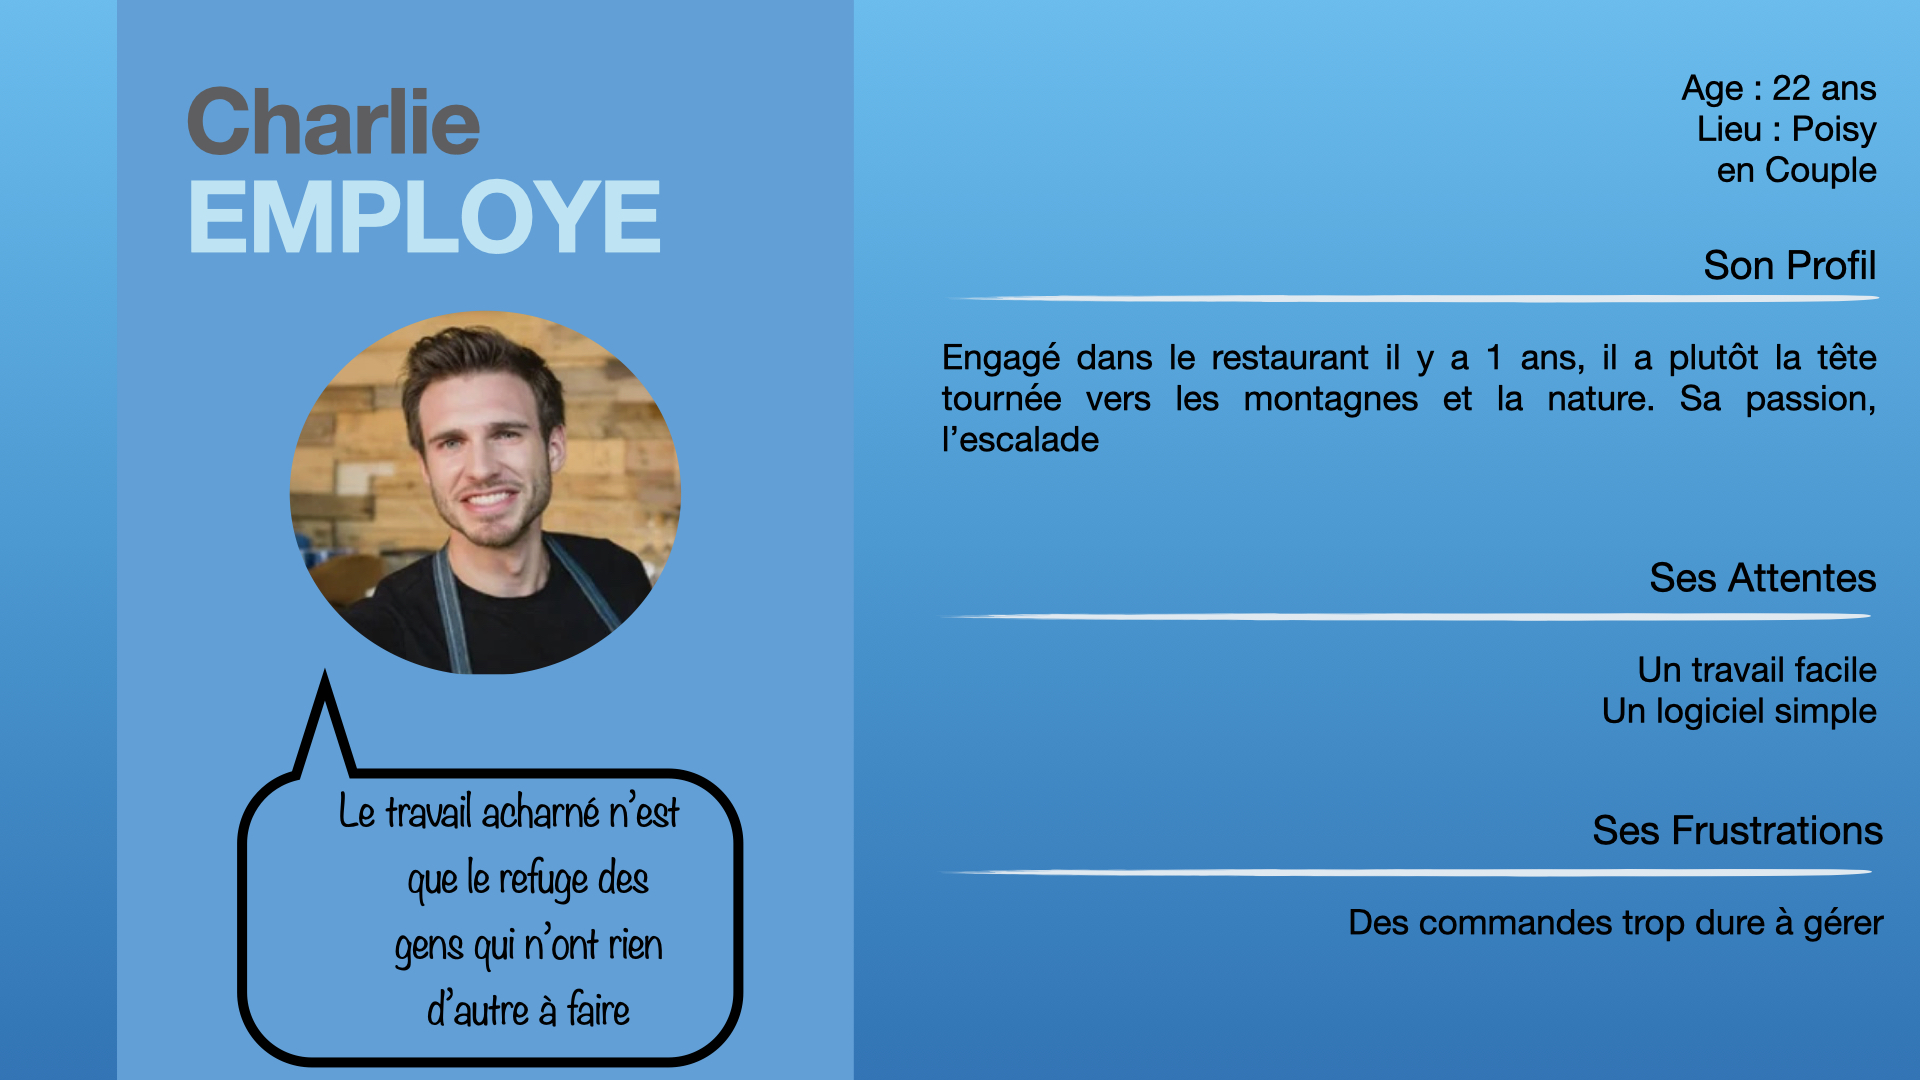 Charlie
EMPLOYE
Le travail acharné n'est
que le refuge des
gens qui n'ont rien
d'autre à faire
Age : 22 ans
Lieu : Poisy
en Couple
Son Profil
Engagé dans le restaurant il y a 1 ans, il a plutôt la tête
tournée vers les montagnes et la nature. Sa passion,
l’escalade
Ses Attentes
Un travail facile
Un logiciel simple
Ses Frustrations
Des commandes trop dure à gérer